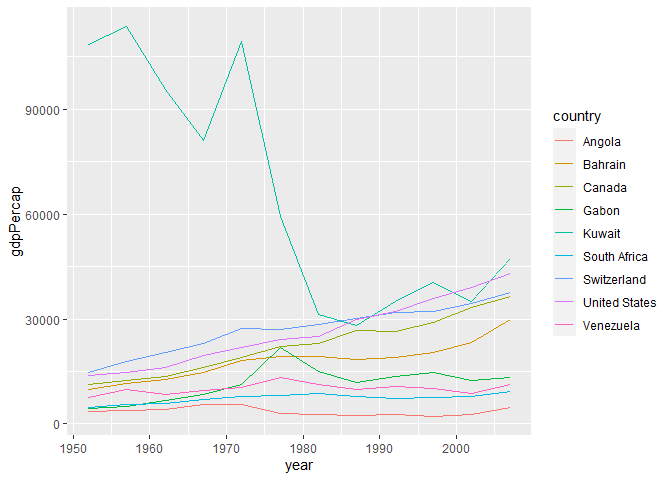 90000
60000
30000
0
gdpPercap
1950
1960
1970
1980
1990
2000
year
country
Angola
Bahrain
Canada
Gabon
Kuwait
South Africa
Switzerland
United States
Venezuela